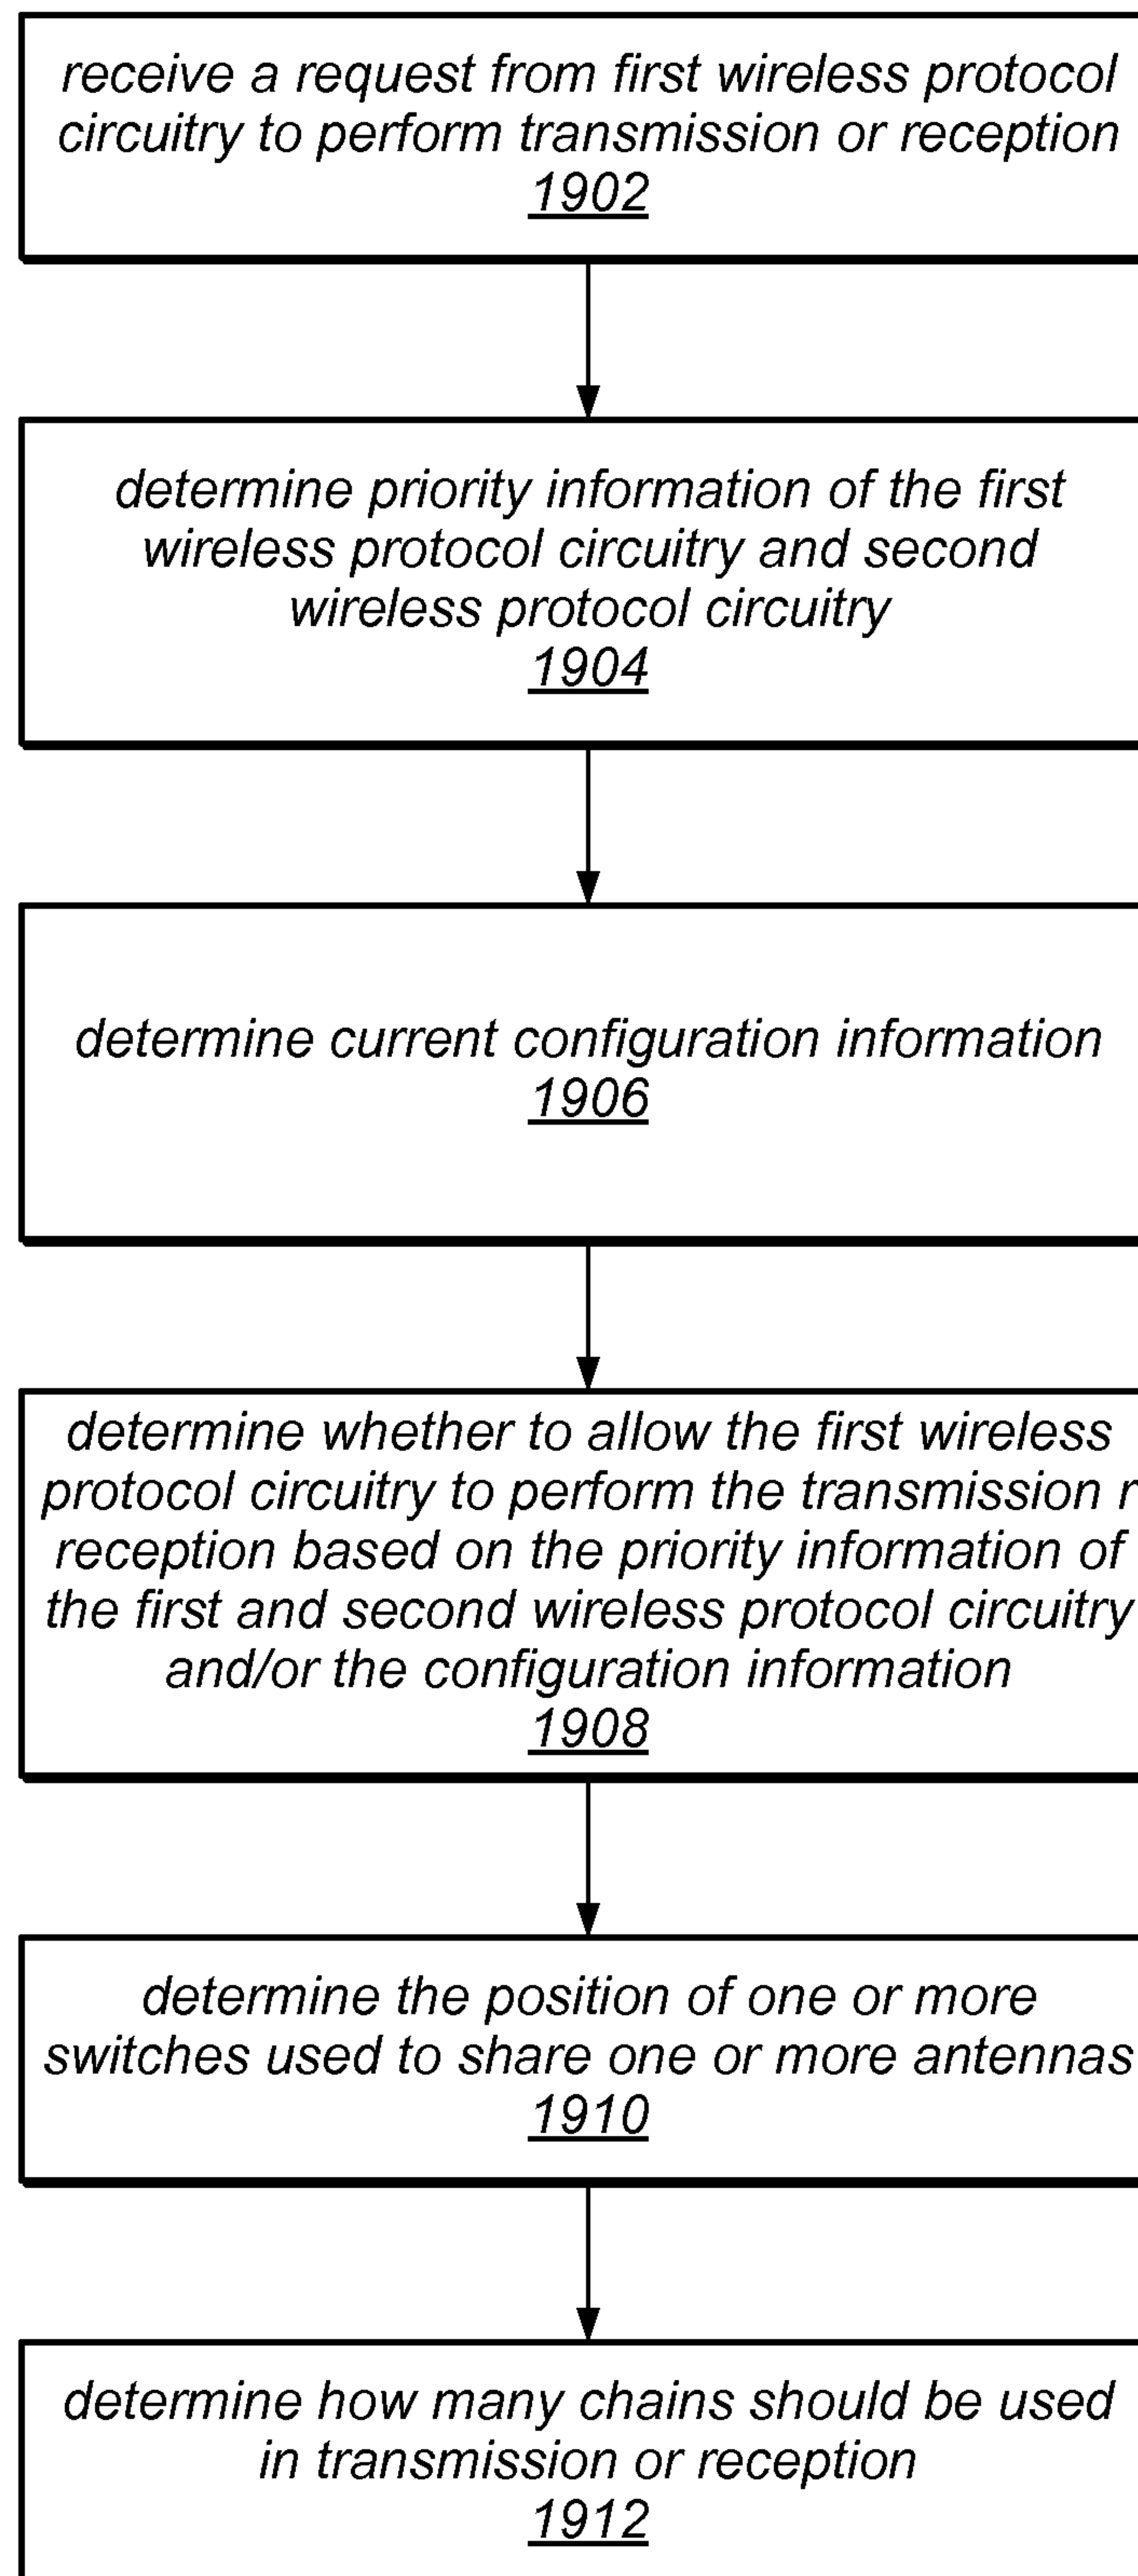 receive a request from first wireless protocol
circuitry to perform transmission or reception
1902
determine priority information of the first
wireless protocol circuitry and second
wireless protocol circuitry
1904
determine current configuration information
1906
determine whether to allow the first wireless
protocol circuitry to perform the transmission r
reception based on the priority information of
the first and second wireless protocol circuitry
and/or the configuration information
1908
determine the position of one or more
switches used to share one or more antennas
1910
determine how many chains should be used
in transmission or reception
1912